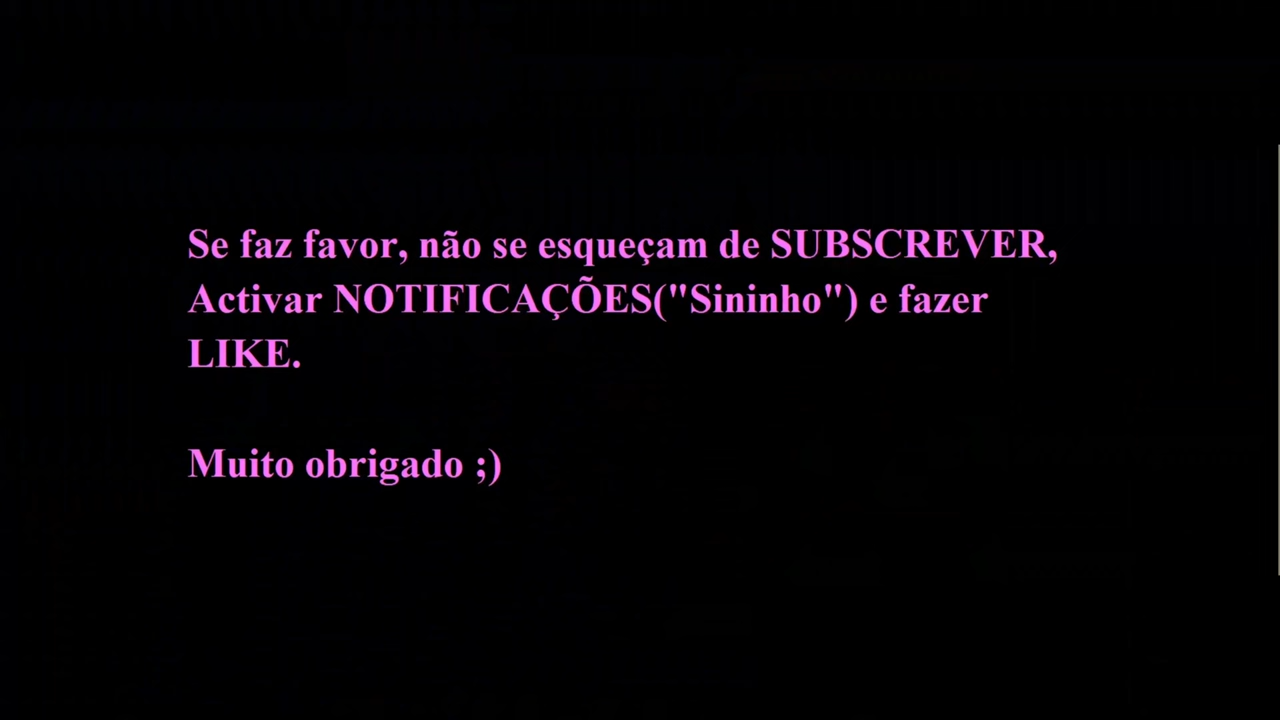 Se faz favor, não se esqueçam de SUBSCREVER,
Activar NOTIFICAÇÕES("Sininho") e fazer
LIKE.
Muito obrigado ;)